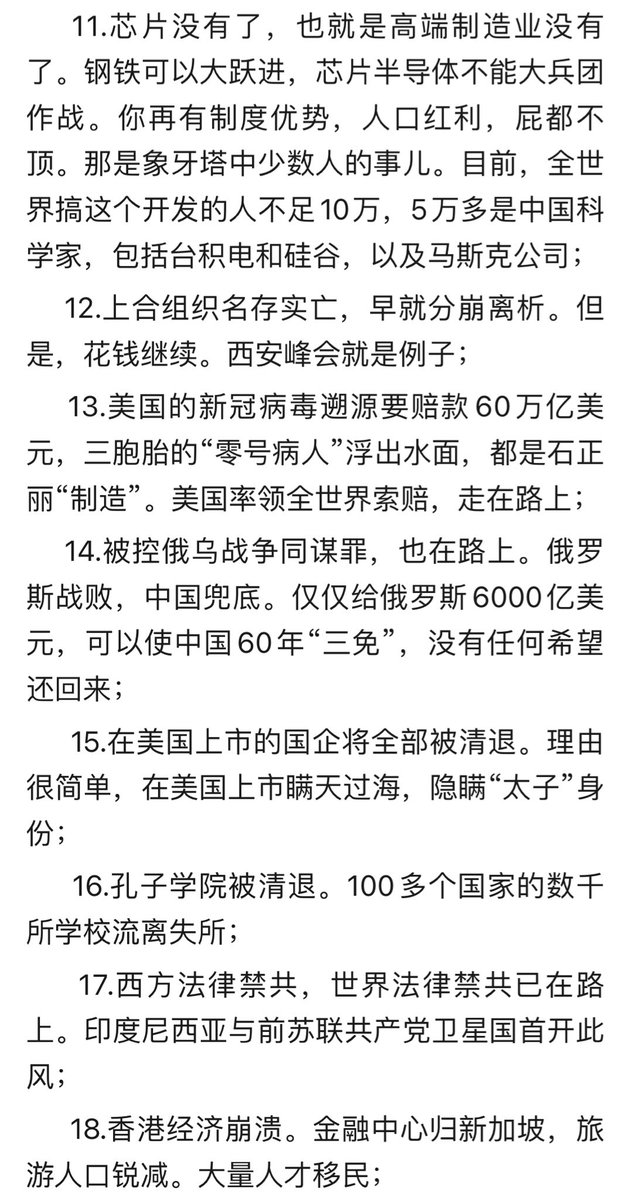 11.芯片没有了，也就是高端制造业没有
了。钢铁可以大跃进，芯片半导体不能大兵团
作战。你再有制度优势，人口红利，屁都不
顶。那是象牙塔中少数人的事儿。目前，全世
界搞这个开发的人不足10万，5万多是中国科
学家，包括台积电和硅谷，以及马斯克公司；
12.上合组织名存实亡，早就分崩离析。但
是，花钱继续。西安峰会就是例子；
13.美国的新冠病毒遡源要赔款60万亿美
元，三胞胎的“零号病人”浮出水面，都是石正
丽“制造”。美国率领全世界索赔，走在路上；
14.被控俄乌战争同谋罪，也在路上。俄罗
斯战败，中国兜底。仅仅给俄罗斯6000亿美
元，可以使中国60年“三免”，没有任何希望
还回来；
15.在美国上市的国企将全部被清退。理由
很简单，在美国上市瞒天过海，隐瞒“太子”身
份；
16.孔子学院被清退。100多个国家的数千
所学校流离失所；
17.西方法律禁共，世界法律禁共已在路
上。印度尼西亚与前苏联共产党卫星国首开此
风；
18.香港经济崩溃。金融中心归新加坡，旅
游人口锐减。大量人才移民；